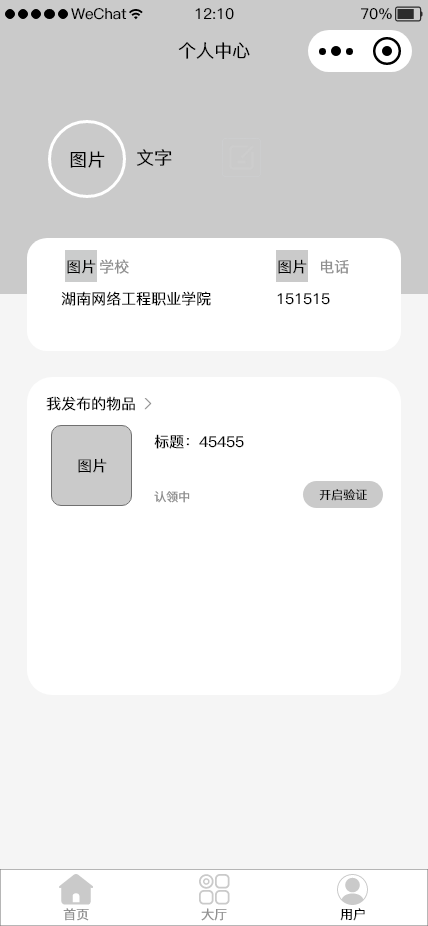 WeChat 12:10 70%
个人中心
图片 文字
图片 学校 图片 电话
湖南网络工程职业学院 151515
我发布的物品
图片
标题：45455
认领中 开启验证
首页 大厅 用户